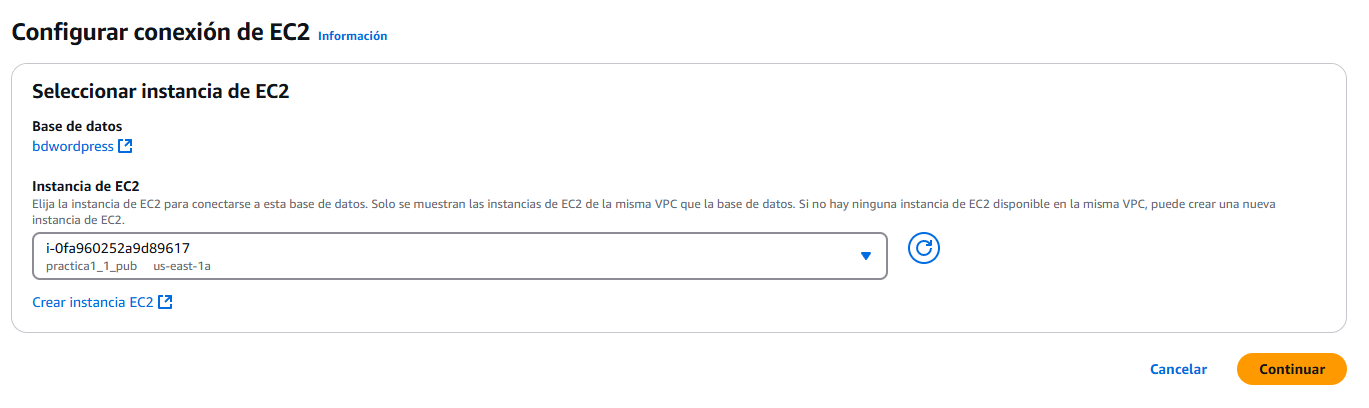 Configurar conexión de EC2 Información
Seleccionar instancia de EC2
Base de datos
bdwordpress
Instancia de EC2
Elija la instancia de EC2 para conectarse a esta base de datos. Solo se muestran las instancias de EC2 de la misma VPC que la base de datos. Si no hay ninguna instancia de EC2 disponible en la misma VPC, puede crear una nueva
instancia de EC2.
i-0fa960252a9d89617
practica1_1_pub us-east-1a
Crear instancia EC2
Cancelar Continuar